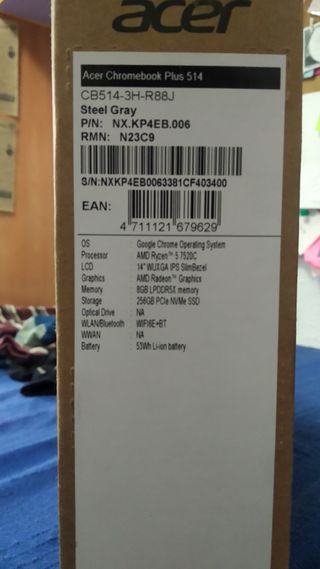 acer
Acer Chromebook Plus 514
CB514-3H-R88J
Steel Gray
P/N: NX.KP4EB.006
RMN: N23C9
S/N:NXKP4EB0063381CF403400
EAN:
4 711121 679629
OS : Google Chrome Operating System
Processor : AMD Ryzen™ 5 7520C
LCD : 14" WUXGA IPS SlimBezel
Graphics : AMD Radeon™ Graphics
Memory : 8GB LPDDR5X memory
Storage : 256GB PCIe NVMe SSD
Optical Drive : NA
WLAN/Bluetooth : WIFI6E+BT
WWAN : NA
Battery : 53Wh Li-ion battery